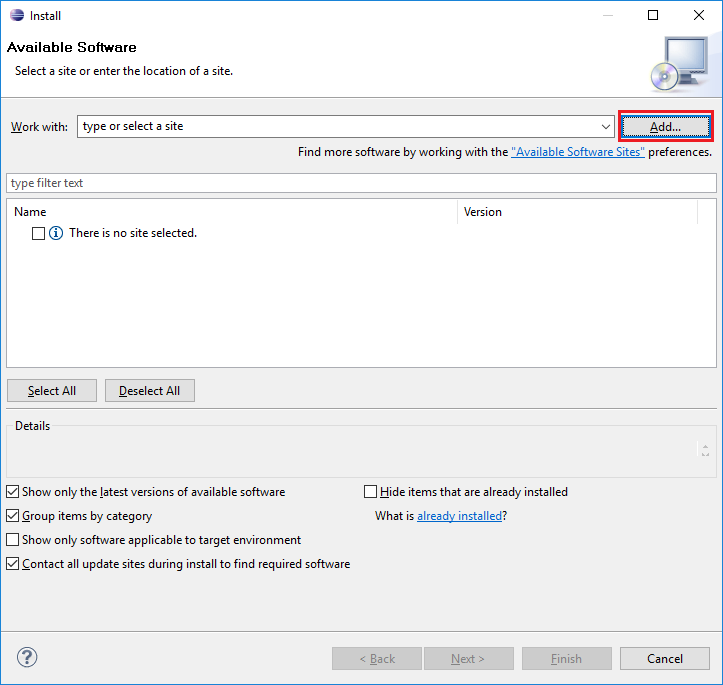 Install
Available Software
Select a site or enter the location of a site.
Work with: type or select a site Add...
Find more software by working with the "Available Software Sites" preferences.
type filter text
Name Version
There is no site selected.
Select All Deselect All
Details
Show only the latest versions of available software Hide items that are already installed
Group items by category What is already installed?
Show only software applicable to target environment
Contact all update sites during install to find required software
? < Back Next > Finish Cancel